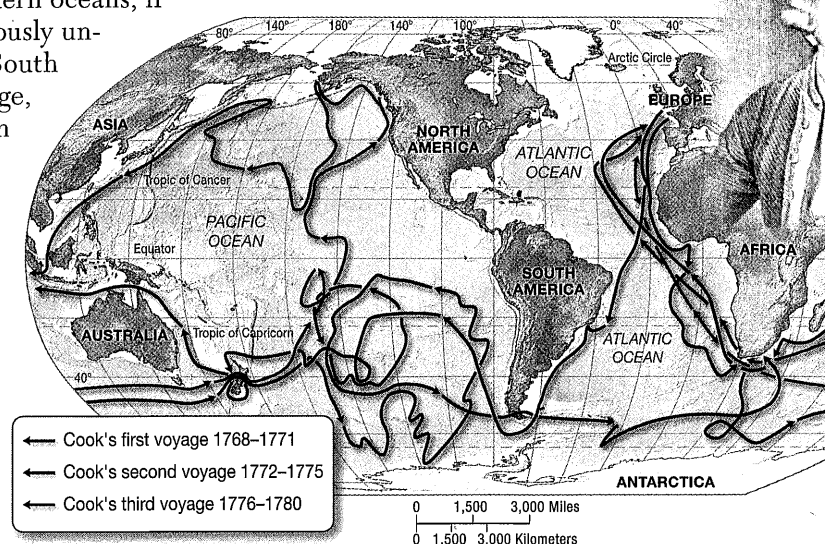 tern oceans, if
ously un-
South
ge,
n
80°
140°
180°
140°
100°
0°
40°
Arctic Circle
EUROPE
ASIA
NORTH
AMERICA
ATLANTIC
OCEAN
Tropic of Cancer
PACIFIC
OCEAN
Equator
AFRICA
SOUTH
AMERICA
AUSTRALIA
Tropic of Capricorn
ATLANTIC
OCEAN
40°
Cook's first voyage 1768–1771
Cook's second voyage 1772–1775
Cook's third voyage 1776–1780
ANTARCTICA
0 1,500 3,000 Miles
0 1,500 3,000 Kilometers